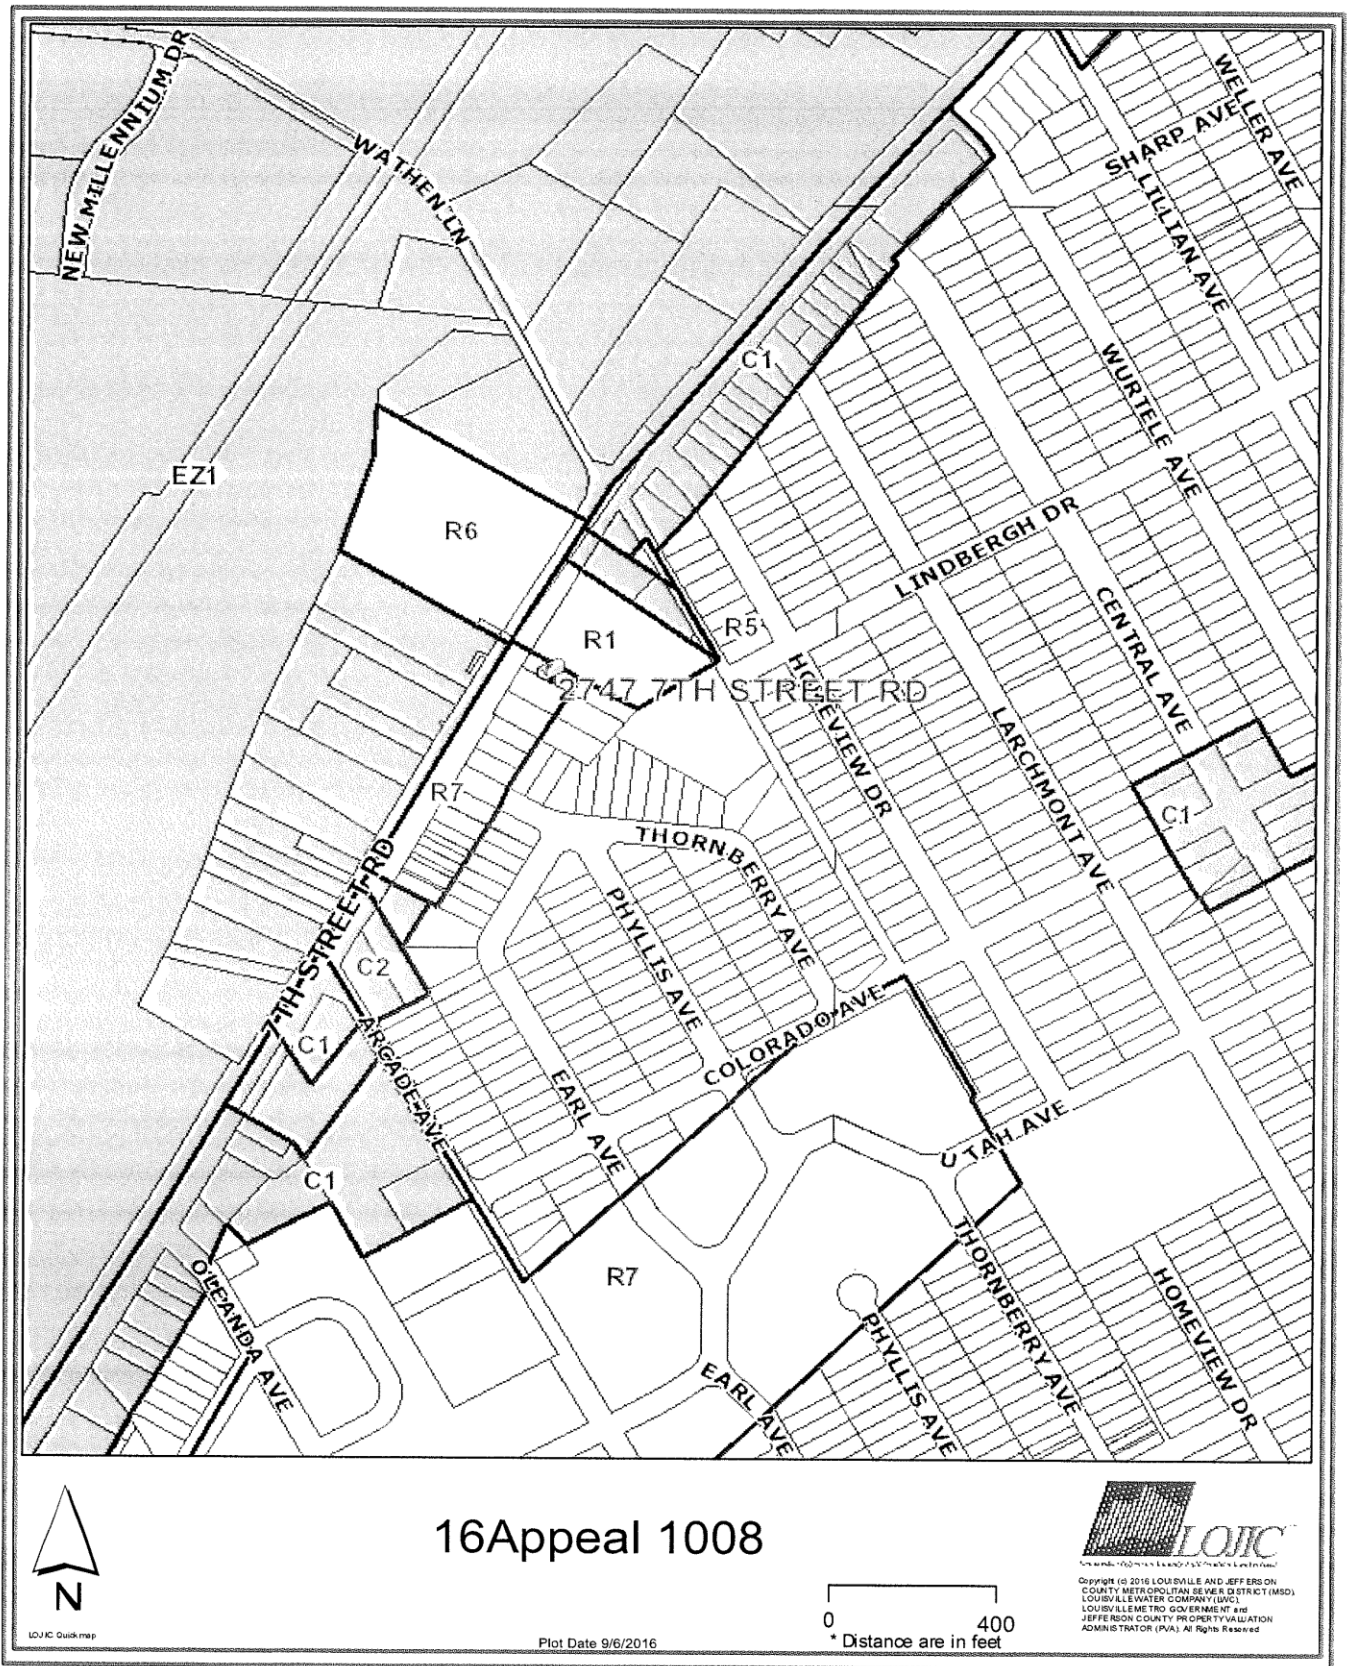 NEW MILLENNIUM DR
WATHEN LN
WELLER AVE
SHARP AVE
LILLIAN AVE
C1
WURTELE AVE
EZ1
R6
LINDBERGH DR
CENTRAL AVE
R1
R5
2747 7TH STREET RD
HOMEVIEW DR
LARCHMONT AVE
R7
C1
THORNBERRY AVE
7TH STREET RD
PHYLLIS AVE
C2
COLORADO AVE
C1
ARCADE AVE
EARL AVE
UTAH AVE
C1
R7
THORNBERRY AVE
OLEANDA AVE
HOMEVIEW DR
PHYLLIS AVE
EARL AVE
N
16Appeal 1008
LOJIC
Copyright (c) 2016 LOUISVILLE AND JEFFERSON
COUNTY METROPOLITAN SEWER DISTRICT (MSD),
LOUISVILLE WATER COMPANY (LWC),
LOUISVILLE METRO GOVERNMENT and
JEFFERSON COUNTY PROPERTY VALUATION
ADMINISTRATOR (PVA). All Rights Reserved
0 400
* Distance are in feet
LOJIC Quickmap
Plot Date 9/6/2016